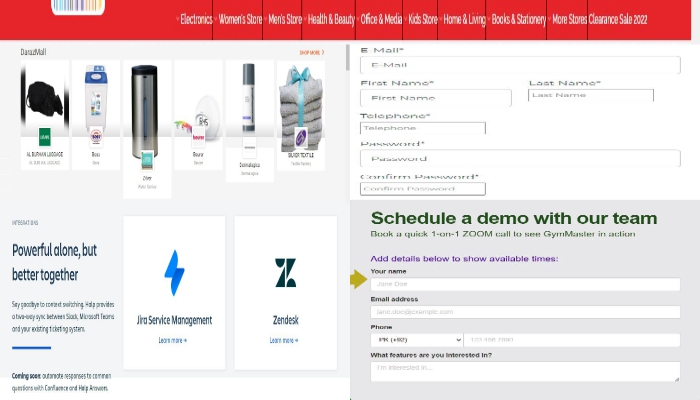 Electronics Women's Store Men's Store Health & Beauty Office & Media Kids Store Home & Living Books & Stationery More Stores Clearance Sale 2022
DarazMall
SHOP MORE
AL BURHAN LUGGAGE
Boss
Zilver
Beurer
Dermalogica
SILVER TEXTILE
E-Mail*
E-Mail
First Name* Last Name*
First Name Last Name
Telephone*
Telephone
Password*
Password
Confirm Password*
Confirm Password
INTEGRATIONS
Powerful alone, but
better together
Say goodbye to context switching. Halp provides
a two-way sync between Slack, Microsoft Teams
and your existing ticketing system.
Coming soon: automate responses to common
questions with Confluence and Halp Answers.
Jira Service Management
Learn more →
Zendesk
Learn more →
Schedule a demo with our team
Book a quick 1-on-1 ZOOM call to see GymMaster in action
Add details below to show available times:
Your name
Jane Doe
Email address
jane.doe@example.com
Phone
PK (+92) 123 456 7890
What features are you interested in?
I'm interested in...